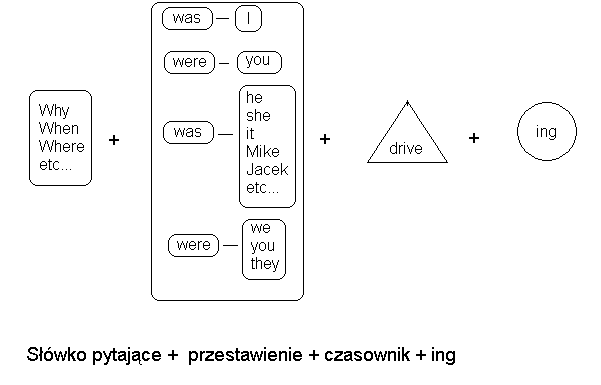 Why
When
Where
etc...
+
was – I
were – you
was –
he
she
it
Mike
Jacek
etc...
were –
we
you
they
+
drive
+
ing
Słówko pytające + przestawienie + czasownik + ing